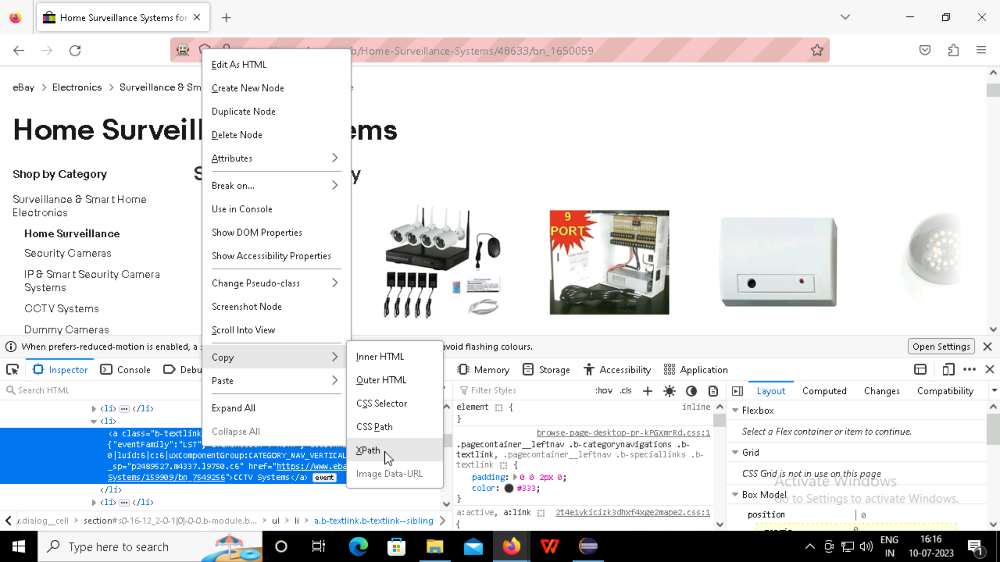 Home Surveillance Systems for
/b/Home-Surveillance-Systems/48633/bn_1650059
eBay > Electronics > Surveillance & Sm
Home Surveill
ems
Shop by Category
S
y
Surveillance & Smart Home
Electronics
Home Surveillance
Security Cameras
IP & Smart Security Camera
Systems
CCTV Systems
Dummy Cameras
9
PORT
Edit As HTML
Create New Node
Duplicate Node
Delete Node
Attributes
Break on...
Use in Console
Show DOM Properties
Show Accessibility Properties
Change Pseudo-class
Screenshot Node
Scroll Into View
Copy
Paste
Expand All
Collapse All
Inner HTML
Outer HTML
CSS Selector
CSS Path
XPath
Image Data-URL
When prefers-reduced-motion is enabled, a
avoid flashing colours.
Open Settings
Inspector
Console
Debu
Memory
Storage
Accessibility
Application
Search HTML
<li> ... </li>
<li>
<a class="b-textlink
{"eventFamily":"LST",
0|luid:6|c:6|uxComponentGroup:CATEGORY_NAV_VERTICAL
_sp="p2489527.m4337.l9750.c6" href="https://www.eba
Systems/159909/bn_7549256">CCTV Systems</a> event
</li>
<li> ... </li>
.dialog__cell > section#s0-16-12_2-0-1[0]-0-0.b-module.b... > ul > li > a.b-textlink.b-textlink--sibling
Filter Styles
:hov .cls
element {
inline
}
browse-page-desktop-pr-kPGXmrRd.css:1
.pagecontainer__leftnav .b-categorynavigations .b-
textlink, .pagecontainer__leftnav .b-speciallinks .b-
textlink {
padding: 0 0 2px 0;
color: #333;
}
a:active, a:link
2t4e1ykicizk3dhxf4xge2mape2.css:1
{
Layout
Computed
Changes
Compatibility
Flexbox
Select a Flex container or item to continue.
Grid
CSS Grid is not in use on this page
Box Model
position
0
0
Activate Windows
Go to Settings to activate Windows.
Type here to search
ENG
IN
16:16
10-07-2023
1